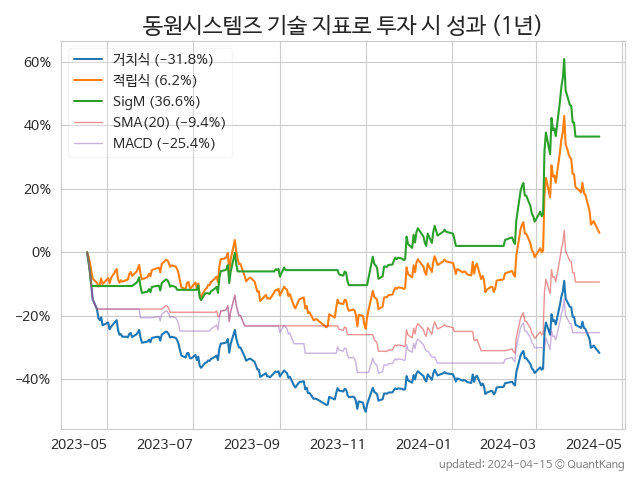 동원시스템즈 기술 지표로 투자 시 성과 (1년)
거치식 (−31.8%)
적립식 (6.2%)
SigM (36.6%)
SMA(20) (−9.4%)
MACD (−25.4%)
60%
40%
20%
0%
−20%
−40%
2023-05 2023-07 2023-09 2023-11 2024-01 2024-03 2024-05
updated: 2024-04-15 © QuantKang